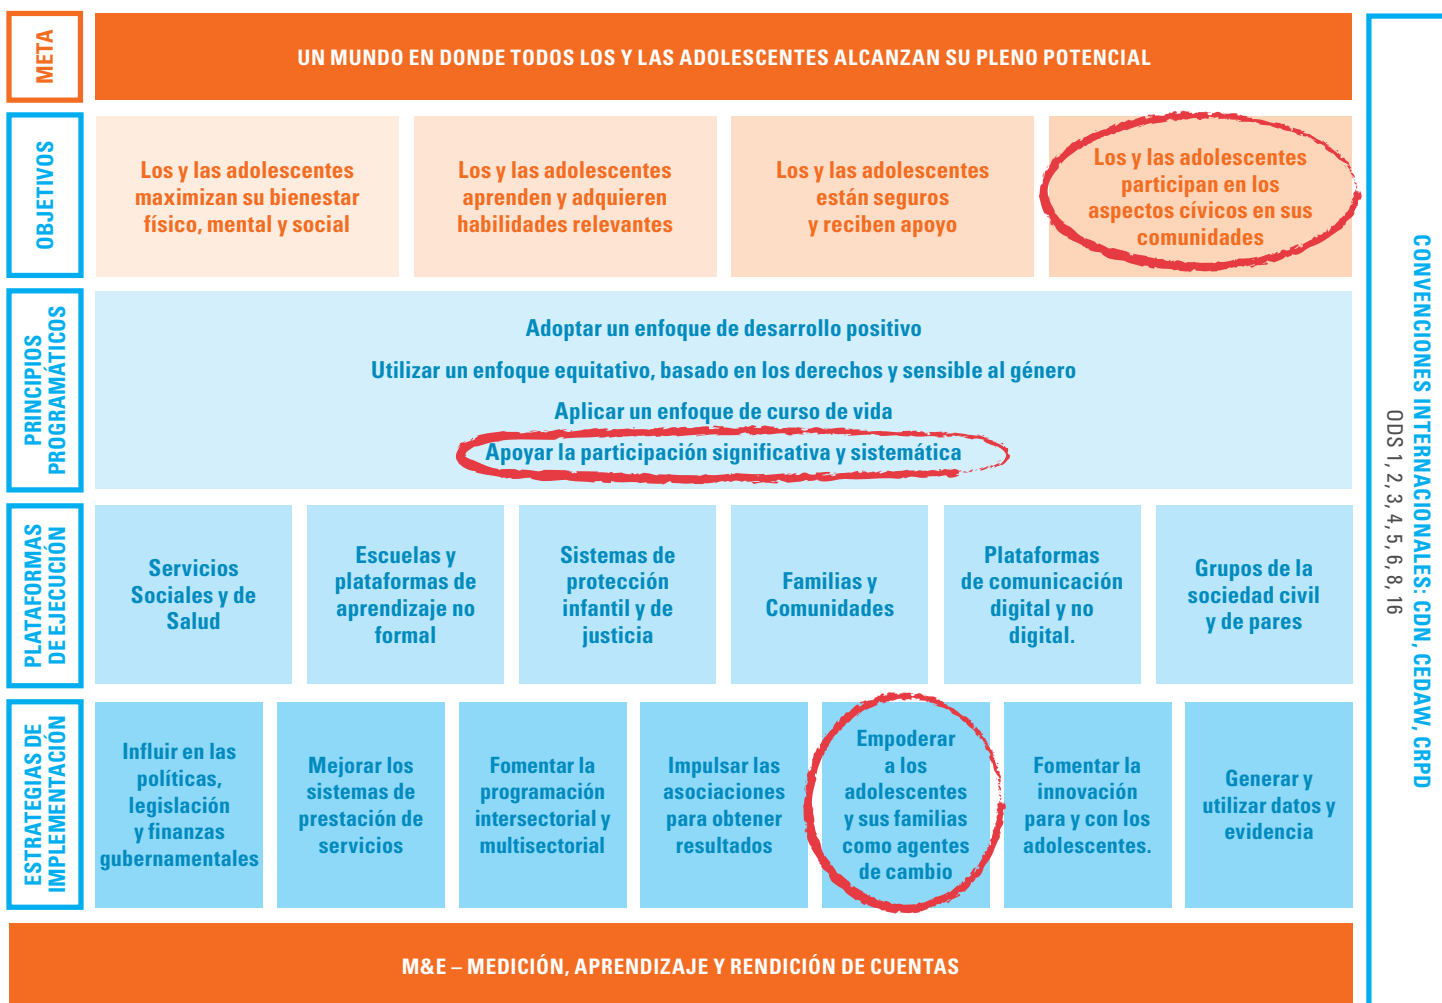 META
UN MUNDO EN DONDE TODOS LOS Y LAS ADOLESCENTES ALCANZAN SU PLENO POTENCIAL
OBJETIVOS
Los y las adolescentes
maximizan su bienestar
físico, mental y social
Los y las adolescentes
aprenden y adquieren
habilidades relevantes
Los y las adolescentes
están seguros
y reciben apoyo
Los y las adolescentes
participan en los
aspectos cívicos en sus
comunidades
PRINCIPIOS
PROGRAMÁTICOS
Adoptar un enfoque de desarrollo positivo
Utilizar un enfoque equitativo, basado en los derechos y sensible al género
Aplicar un enfoque de curso de vida
Apoyar la participación significativa y sistemática
PLATAFORMAS
DE EJECUCIÓN
Servicios
Sociales y de
Salud
Escuelas y
plataformas de
aprendizaje no
formal
Sistemas de
protección
infantil y de
justicia
Familias y
Comunidades
Plataformas
de comunicación
digital y no
digital.
Grupos de la
sociedad civil
y de pares
ESTRATEGIAS DE
IMPLEMENTACIÓN
Influir en las
políticas,
legislación
y finanzas
gubernamentales
Mejorar los
sistemas de
prestación de
servicios
Fomentar la
programación
intersectorial y
multisectorial
Impulsar las
asociaciones
para obtener
resultados
Empoderar
a los
adolescentes
y sus familias
como agentes
de cambio
Fomentar la
innovación
para y con los
adolescentes.
Generar y
utilizar datos y
evidencia
M&E – MEDICIÓN, APRENDIZAJE Y RENDICIÓN DE CUENTAS
CONVENCIONES INTERNACIONALES: CDN, CEDAW, CRPD
ODS 1, 2, 3, 4, 5, 6, 8, 16